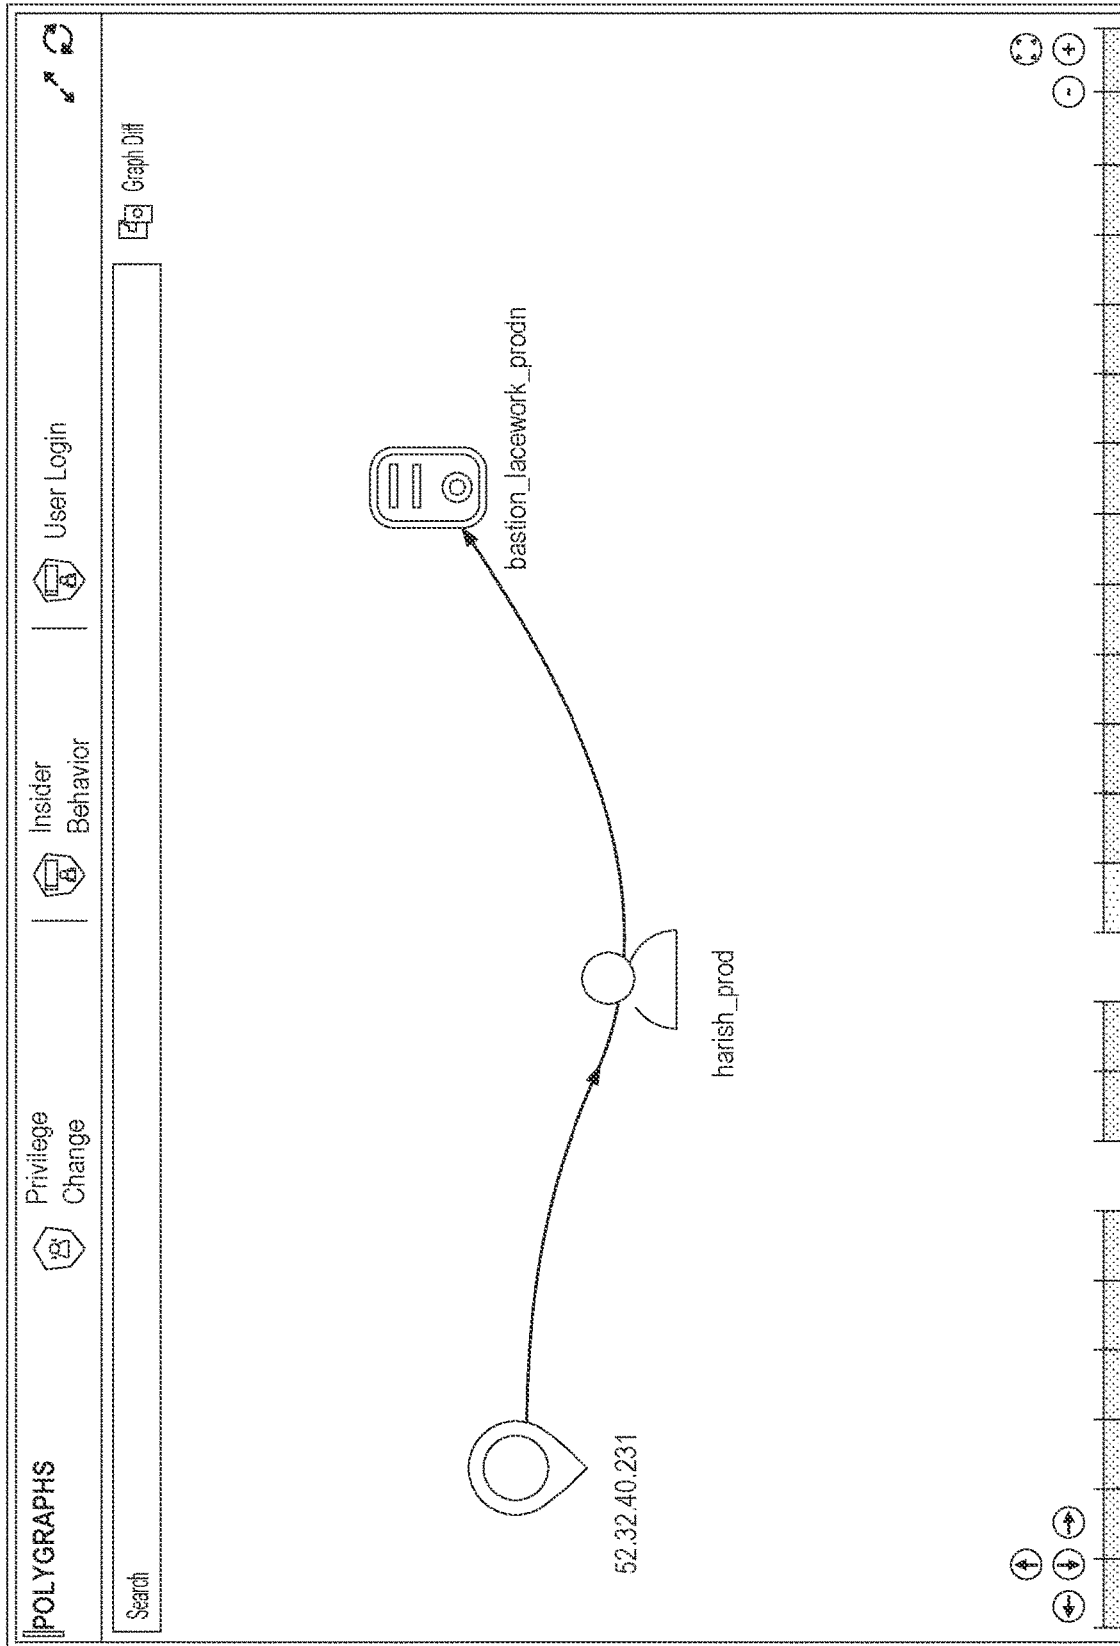 POLYGRAPHS
Privilege
Change
Insider
Behavior
User Login
Search
Graph Diff
bastion_lacework_prodn
harish_prod
52.32.40.231